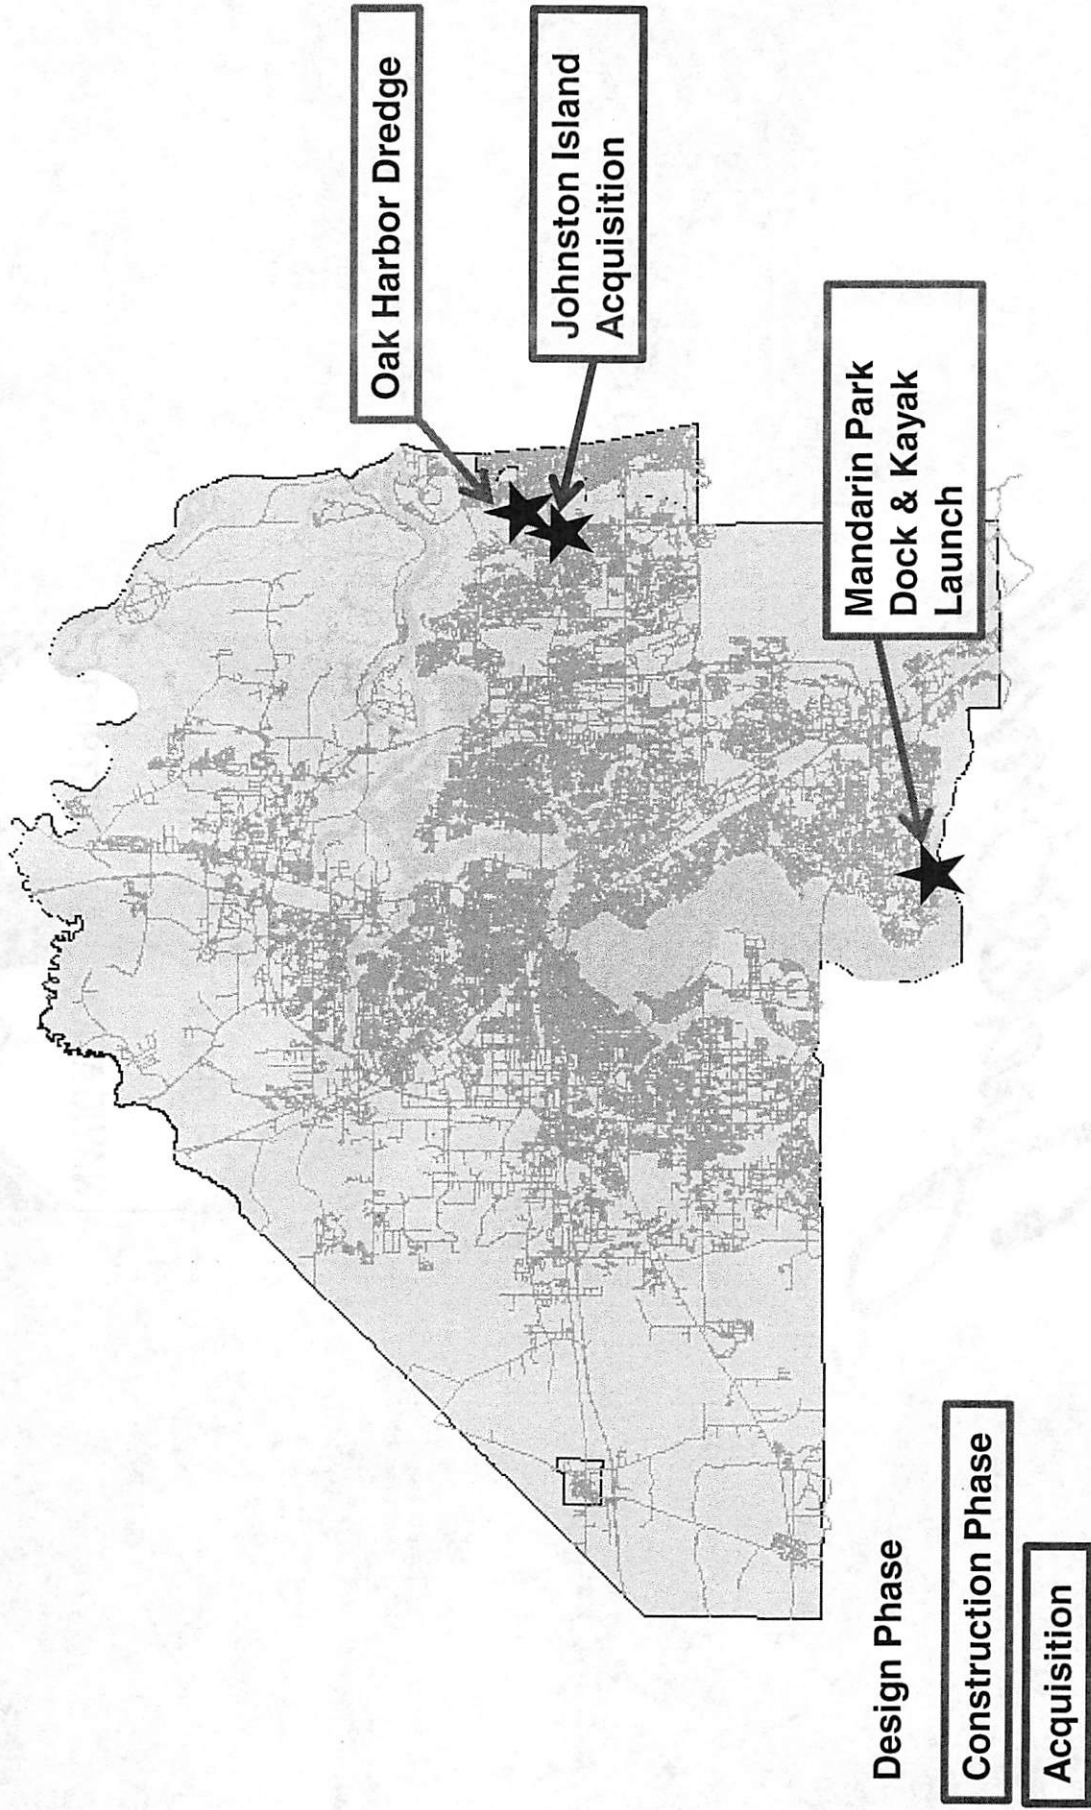 Oak Harbor Dredge
Johnston Island
Acquisition
Mandarin Park
Dock & Kayak
Launch
Design Phase
Construction Phase
Acquisition